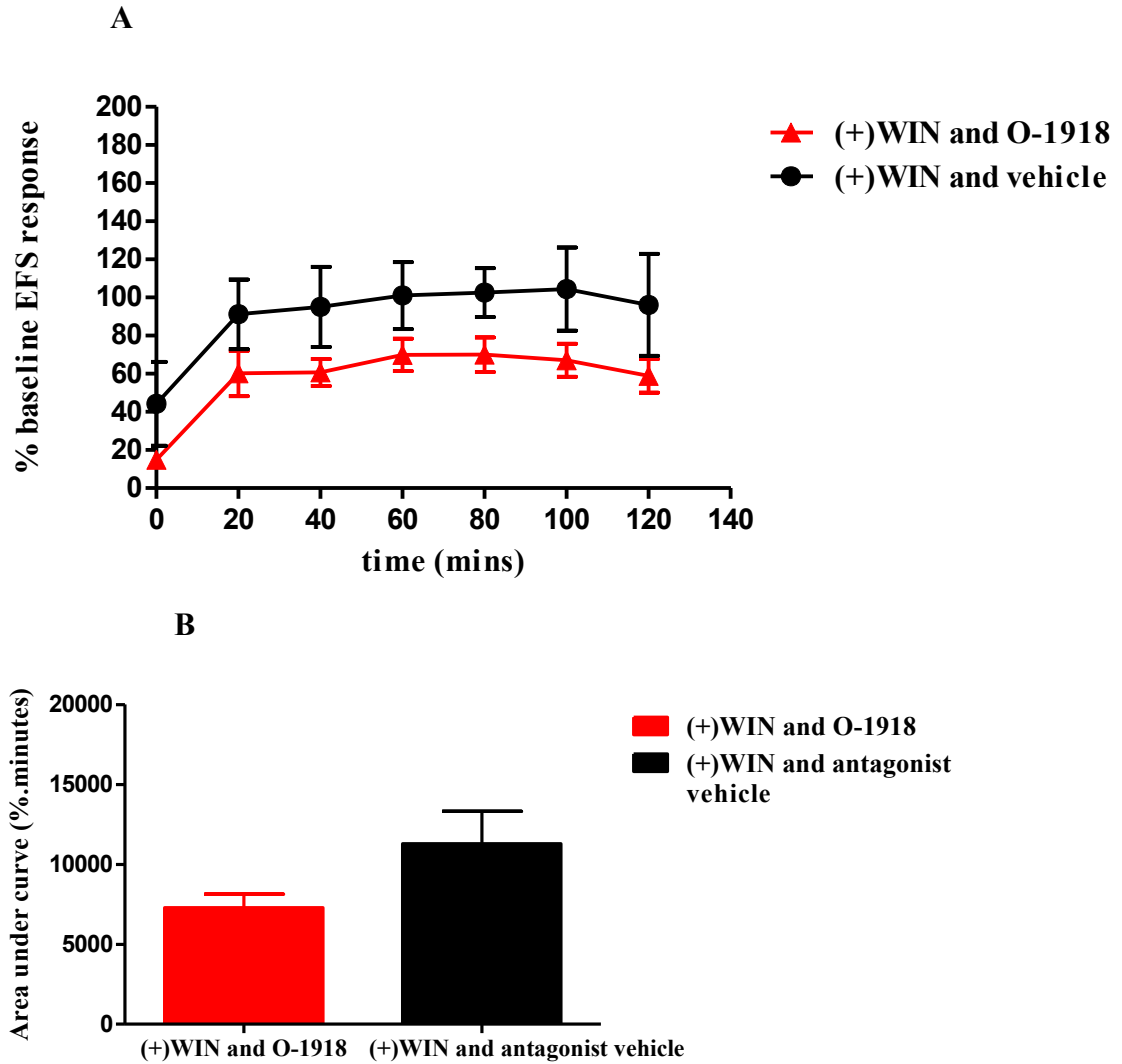 A
% baseline EFS response
200
180
160
140
120
100
80
60
40
20
0
0 20 40 60 80 100 120 140
time (mins)
(+)WIN and O-1918
(+)WIN and vehicle
B
Area under curve (%.minutes)
20000
15000
10000
5000
0
(+)WIN and O-1918 (+)WIN and antagonist vehicle
(+)WIN and O-1918
(+)WIN and antagonist
vehicle